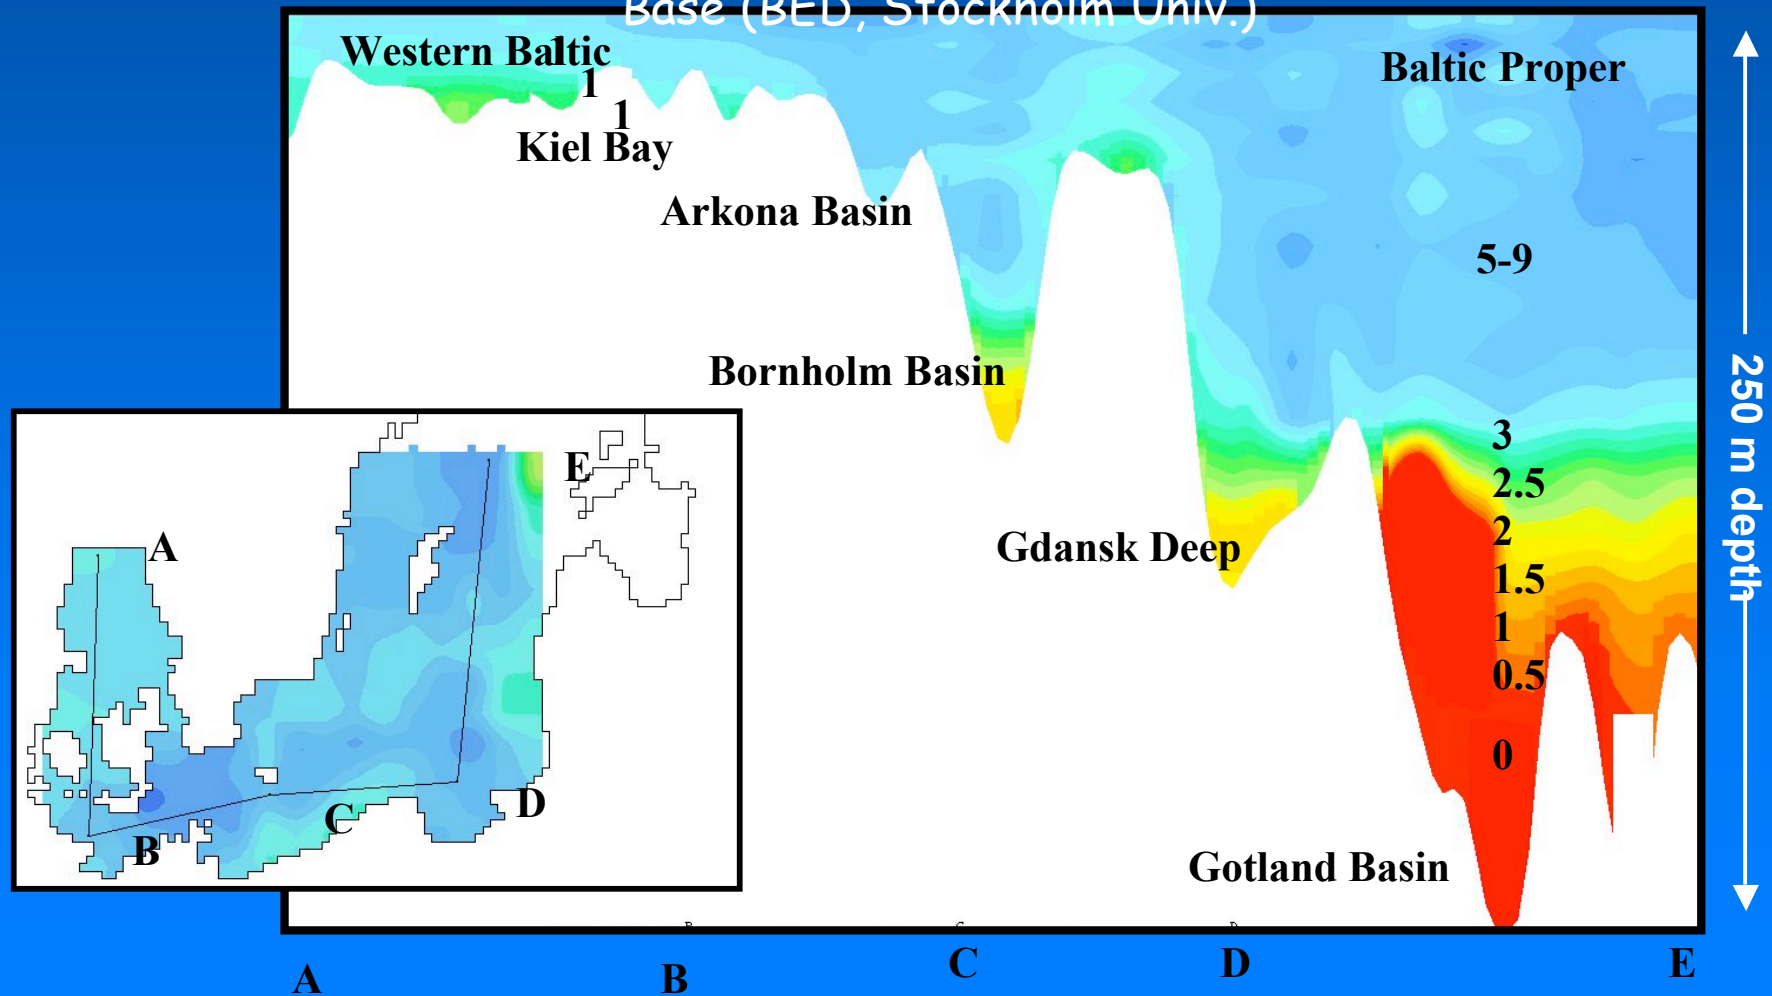 Base (BED, Stockholm Univ.)
Western Baltic
1
1
1
Kiel Bay
Baltic Proper
Arkona Basin
5-9
Bornholm Basin
250 m depth
3
2.5
2
1.5
1
0.5
0
Gdansk Deep
Gotland Basin
A
E
B
C
D
A
B
C
D
E